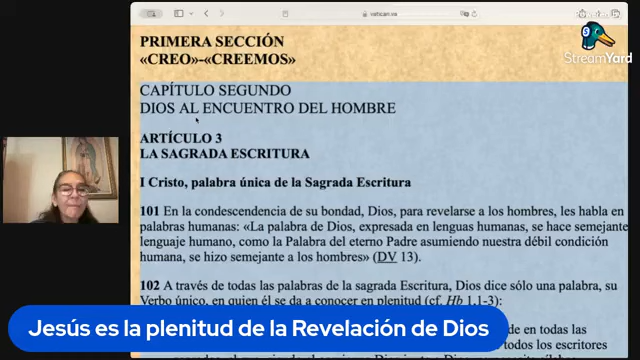 vatican.va
StreamYard
PRIMERA SECCIÓN
«CREO»-«CREEMOS»
CAPÍTULO SEGUNDO
DIOS AL ENCUENTRO DEL HOMBRE
ARTÍCULO 3
LA SAGRADA ESCRITURA
I Cristo, palabra única de la Sagrada Escritura
101 En la condescendencia de su bondad, Dios, para revelarse a los hombres, les habla en
palabras humanas: «La palabra de Dios, expresada en lenguas humanas, se hace semejante
lenguaje humano, como la Palabra del eterno Padre asumiendo nuestra débil condición
humana, se hizo semejante a los hombres» (DV 13).
102 A través de todas las palabras de la sagrada Escritura, Dios dice sólo una palabra, su
Verbo único, en quien él se da a conocer en plenitud (cf. Hb 1,1-3):
de en todas las
todos los escritores
Jesús es la plenitud de la Revelación de Dios